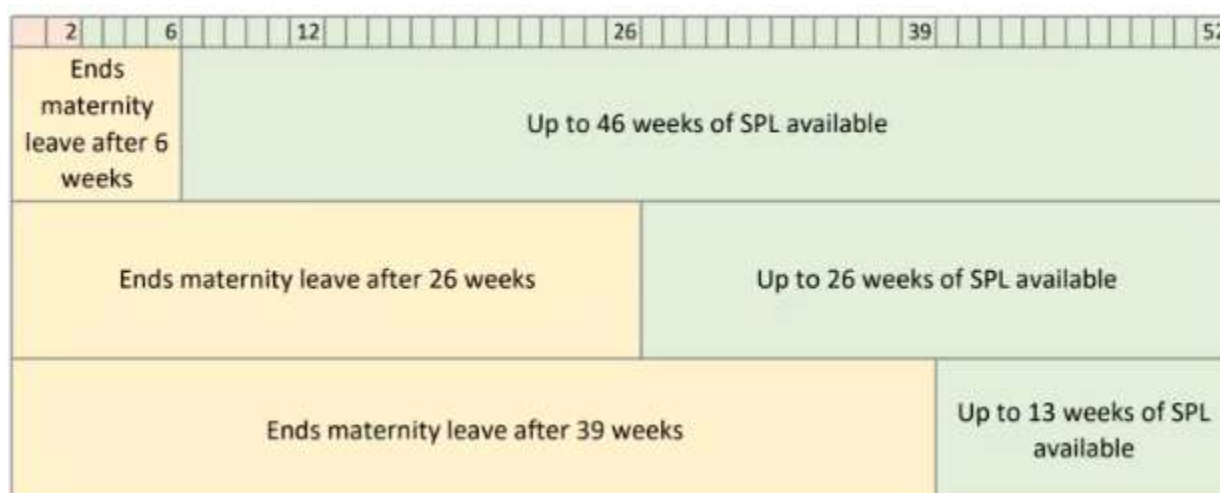 2 6 12 26 39 52
Ends
maternity
leave after 6
weeks
Up to 46 weeks of SPL available
Ends maternity leave after 26 weeks
Up to 26 weeks of SPL available
Ends maternity leave after 39 weeks
Up to 13 weeks of SPL
available